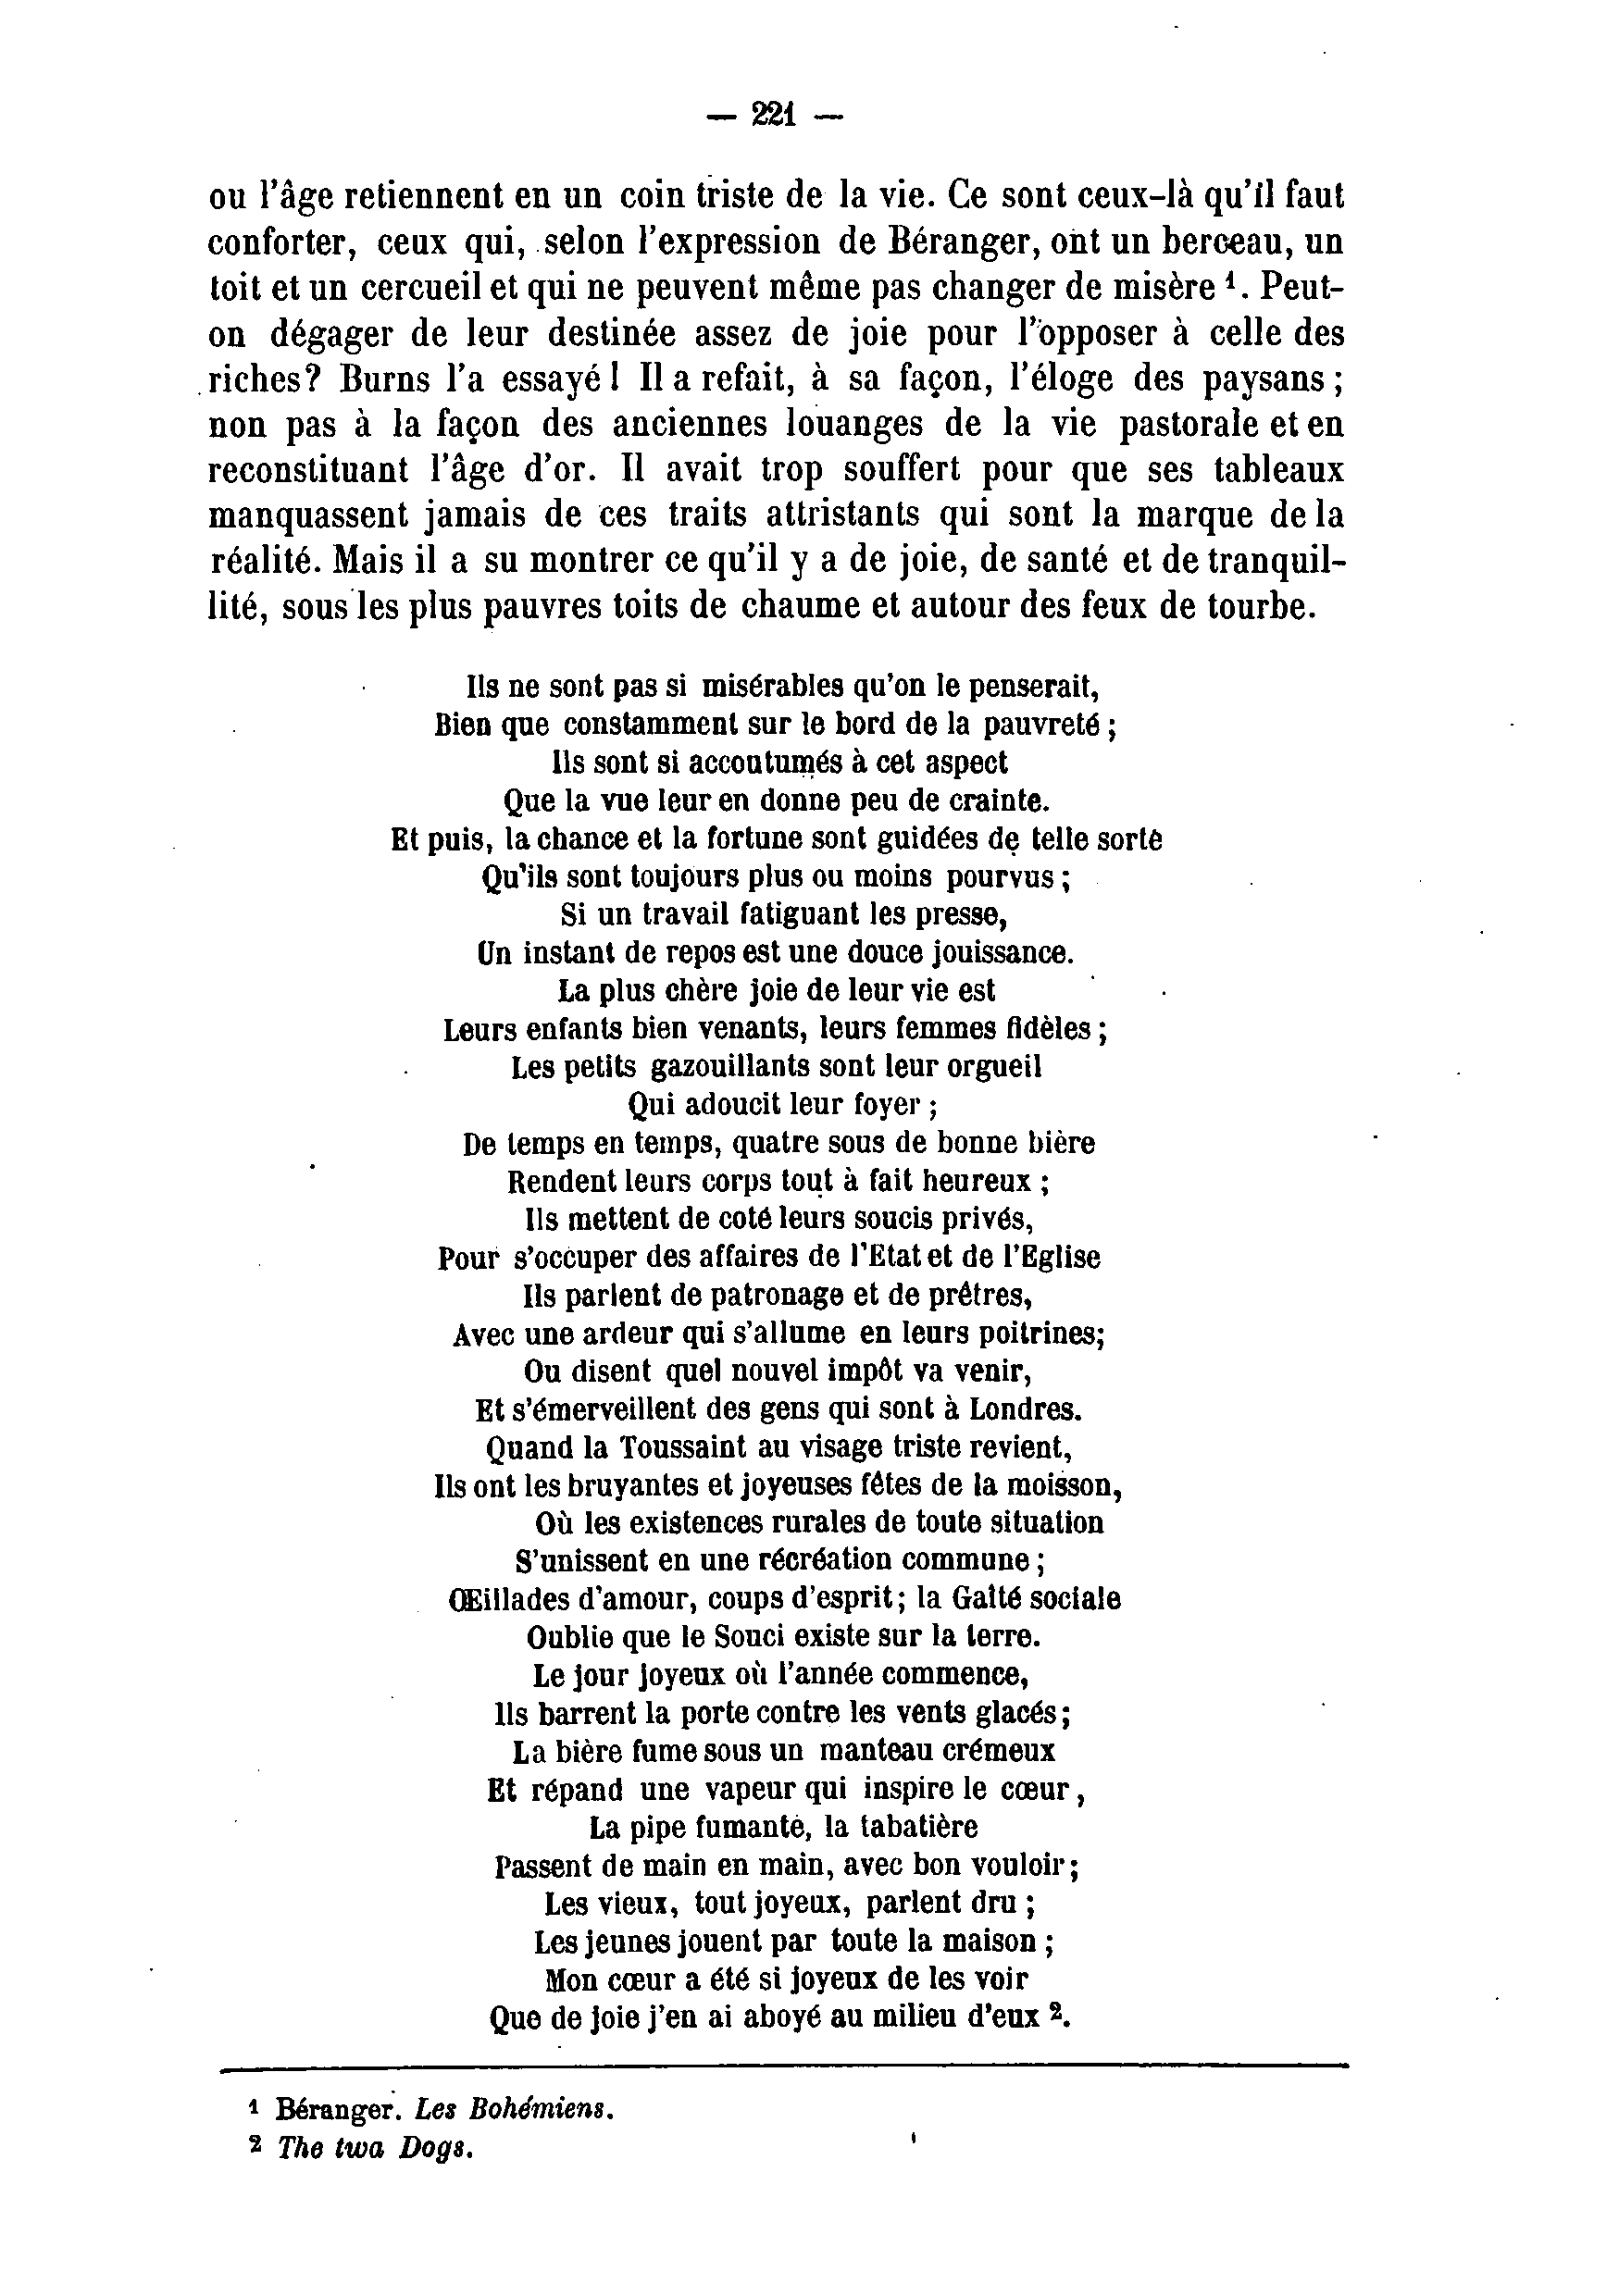 — 221 —
ou l'âge retiennent en un coin triste de la vie. Ce sont ceux-là qu'il faut
conforter, ceux qui, selon l'expression de Béranger, ont un berceau, un
toit et un cercueil et qui ne peuvent même pas changer de misère ¹. Peut-
on dégager de leur destinée assez de joie pour l'opposer à celle des
riches? Burns l'a essayé! Il a refait, à sa façon, l'éloge des paysans ;
non pas à la façon des anciennes louanges de la vie pastorale et en
reconstituant l'âge d'or. Il avait trop souffert pour que ses tableaux
manquassent jamais de ces traits attristants qui sont la marque de la
réalité. Mais il a su montrer ce qu'il y a de joie, de santé et de tranquil-
lité, sous les plus pauvres toits de chaume et autour des feux de tourbe.
Ils ne sont pas si misérables qu'on le penserait,
Bien que constamment sur le bord de la pauvreté ;
Ils sont si accoutumés à cet aspect
Que la vue leur en donne peu de crainte.
Et puis, la chance et la fortune sont guidées de telle sorte
Qu'ils sont toujours plus ou moins pourvus ;
Si un travail fatiguant les presse,
Un instant de repos est une douce jouissance.
La plus chère joie de leur vie est
Leurs enfants bien venants, leurs femmes fidèles ;
Les petits gazouillants sont leur orgueil
Qui adoucit leur foyer ;
De temps en temps, quatre sous de bonne bière
Rendent leurs corps tout à fait heureux ;
Ils mettent de coté leurs soucis privés,
Pour s'occuper des affaires de l'Etat et de l'Eglise
Ils parlent de patronage et de prêtres,
Avec une ardeur qui s'allume en leurs poitrines;
Ou disent quel nouvel impôt va venir,
Et s'émerveillent des gens qui sont à Londres.
Quand la Toussaint au visage triste revient,
Ils ont les bruyantes et joyeuses fêtes de la moisson,
Où les existences rurales de toute situation
S'unissent en une récréation commune ;
Œillades d'amour, coups d'esprit; la Gaîté sociale
Oublie que le Souci existe sur la terre.
Le jour joyeux où l'année commence,
Ils barrent la porte contre les vents glacés;
La bière fume sous un manteau crémeux
Et répand une vapeur qui inspire le cœur,
La pipe fumante, la tabatière
Passent de main en main, avec bon vouloir;
Les vieux, tout joyeux, parlent dru ;
Les jeunes jouent par toute la maison ;
Mon cœur a été si joyeux de les voir
Que de joie j'en ai aboyé au milieu d'eux ².
¹ Béranger. Les Bohémiens.
² The twa Dogs.